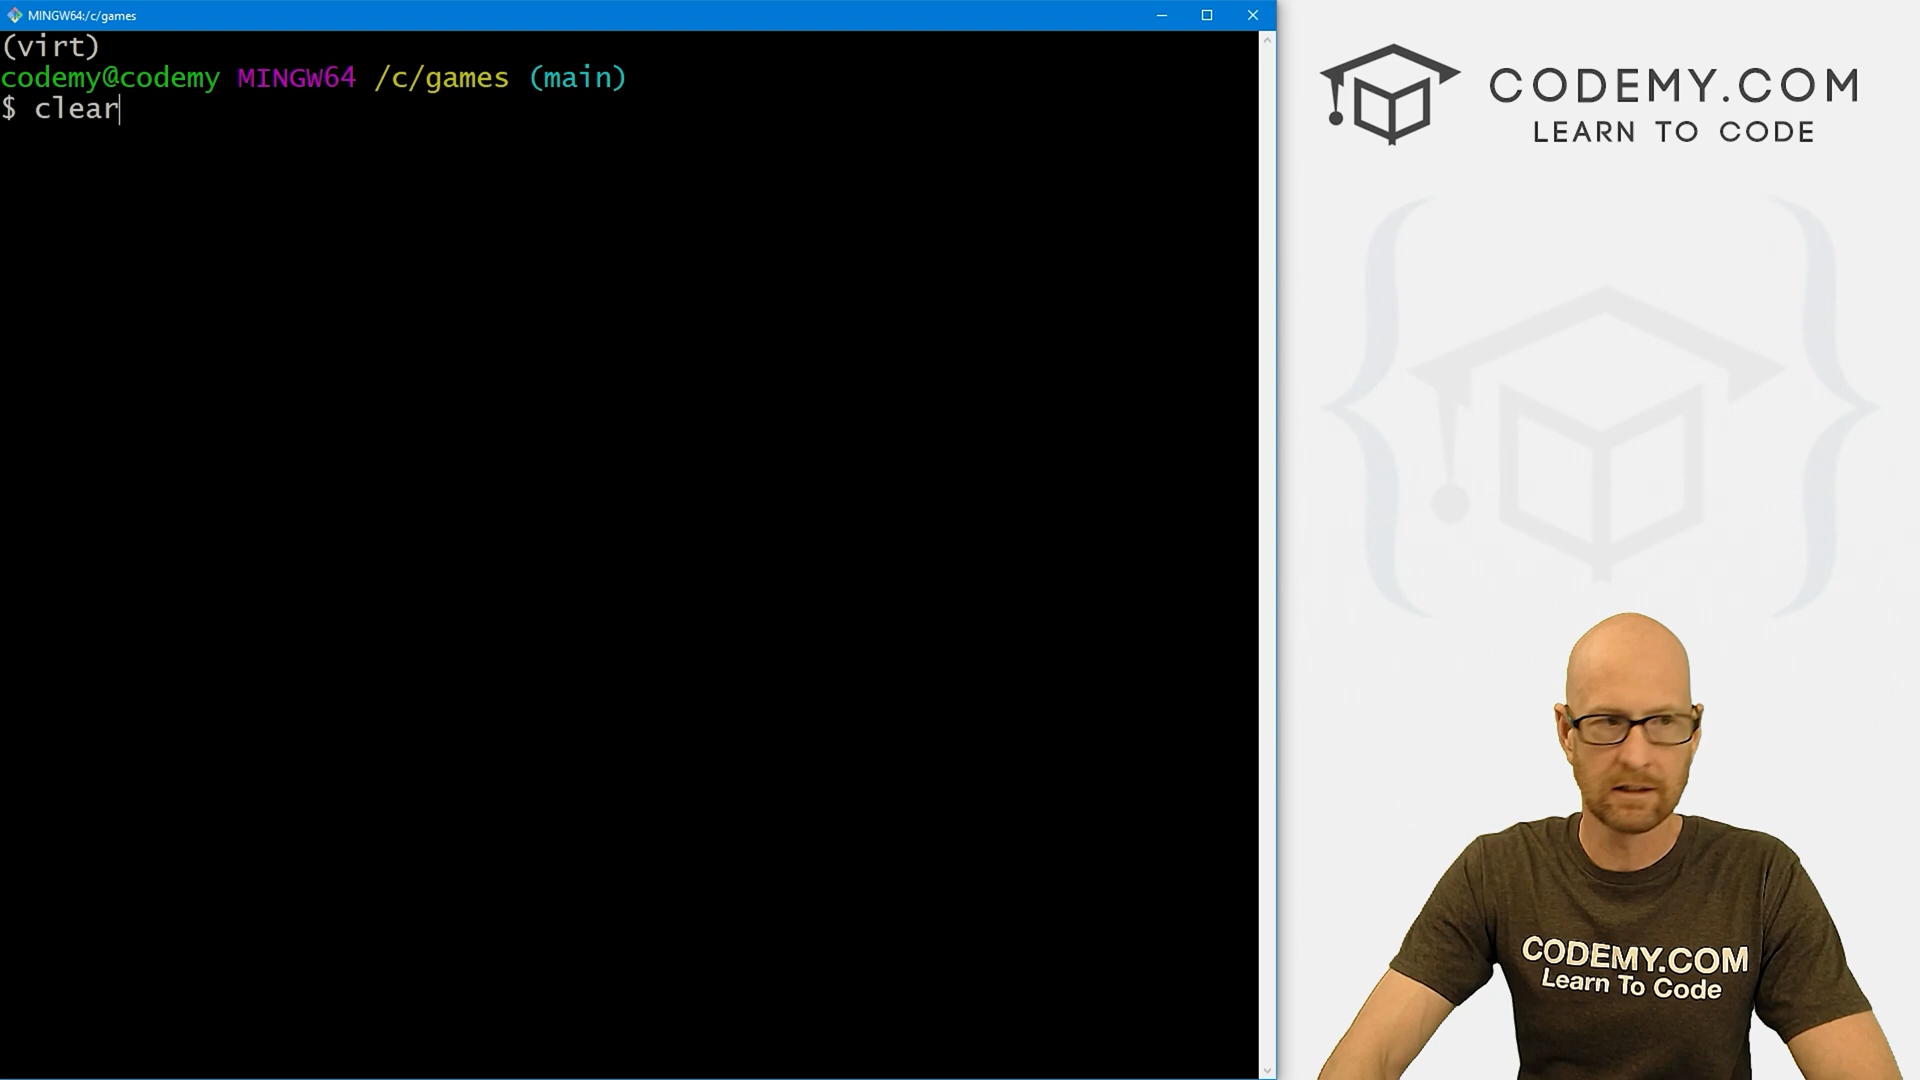 MINGW64:/c/games
(virt)
codemy@codemy MINGW64 /c/games (main)
$ clear
CODEMY.COM
LEARN TO CODE
CODEMY.COM
Learn To Code